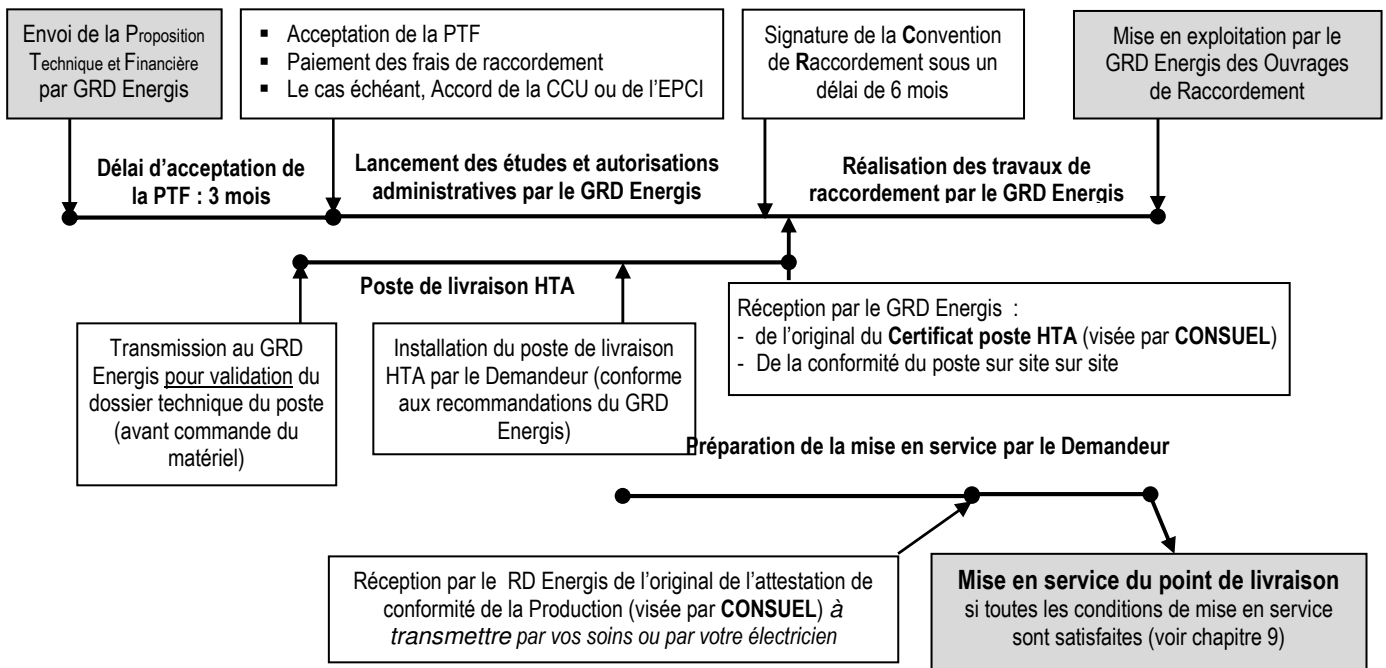 Envoi de la Proposition
Technique et Financière
par GRD Energis
▪ Acceptation de la PTF
▪ Paiement des frais de raccordement
▪ Le cas échéant, Accord de la CCU ou de l'EPCI
Signature de la Convention
de Raccordement sous un
délai de 6 mois
Mise en exploitation par le
GRD Energis des Ouvrages
de Raccordement
Délai d'acceptation de
la PTF : 3 mois
Lancement des études et autorisations
administratives par le GRD Energis
Réalisation des travaux de
raccordement par le GRD Energis
Poste de livraison HTA
Transmission au GRD
Energis pour validation du
dossier technique du poste
(avant commande du
matériel)
Installation du poste de livraison
HTA par le Demandeur (conforme
aux recommandations du GRD
Energis)
Réception par le GRD Energis :
- de l'original du Certificat poste HTA (visée par CONSUEL)
- De la conformité du poste sur site sur site
Préparation de la mise en service par le Demandeur
Réception par le RD Energis de l'original de l'attestation de
conformité de la Production (visée par CONSUEL) à
transmettre par vos soins ou par votre électricien
Mise en service du point de livraison
si toutes les conditions de mise en service
sont satisfaites (voir chapitre 9)